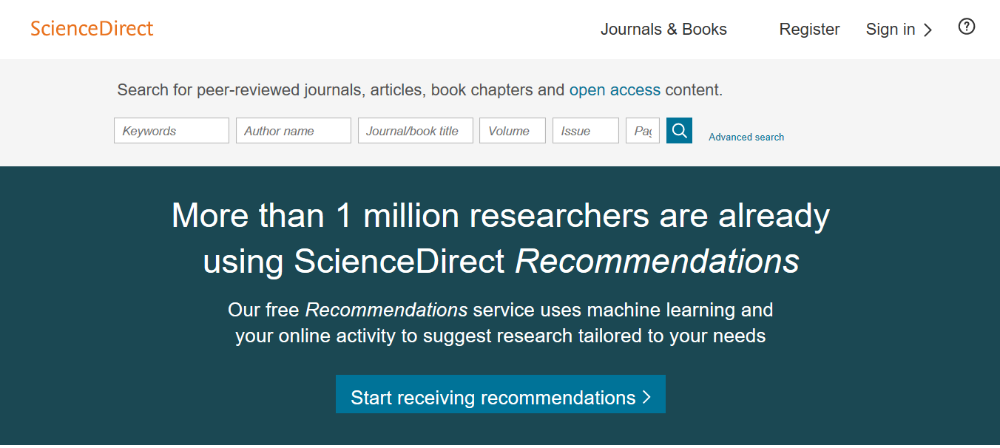 ScienceDirect
Journals & Books
Register
Sign in
Search for peer-reviewed journals, articles, book chapters and open access content.
Keywords
Author name
Journal/book title
Volume
Issue
Advanced search
More than 1 million researchers are already
using ScienceDirect Recommendations
Our free Recommendations service uses machine learning and
your online activity to suggest research tailored to your needs
Start receiving recommendations